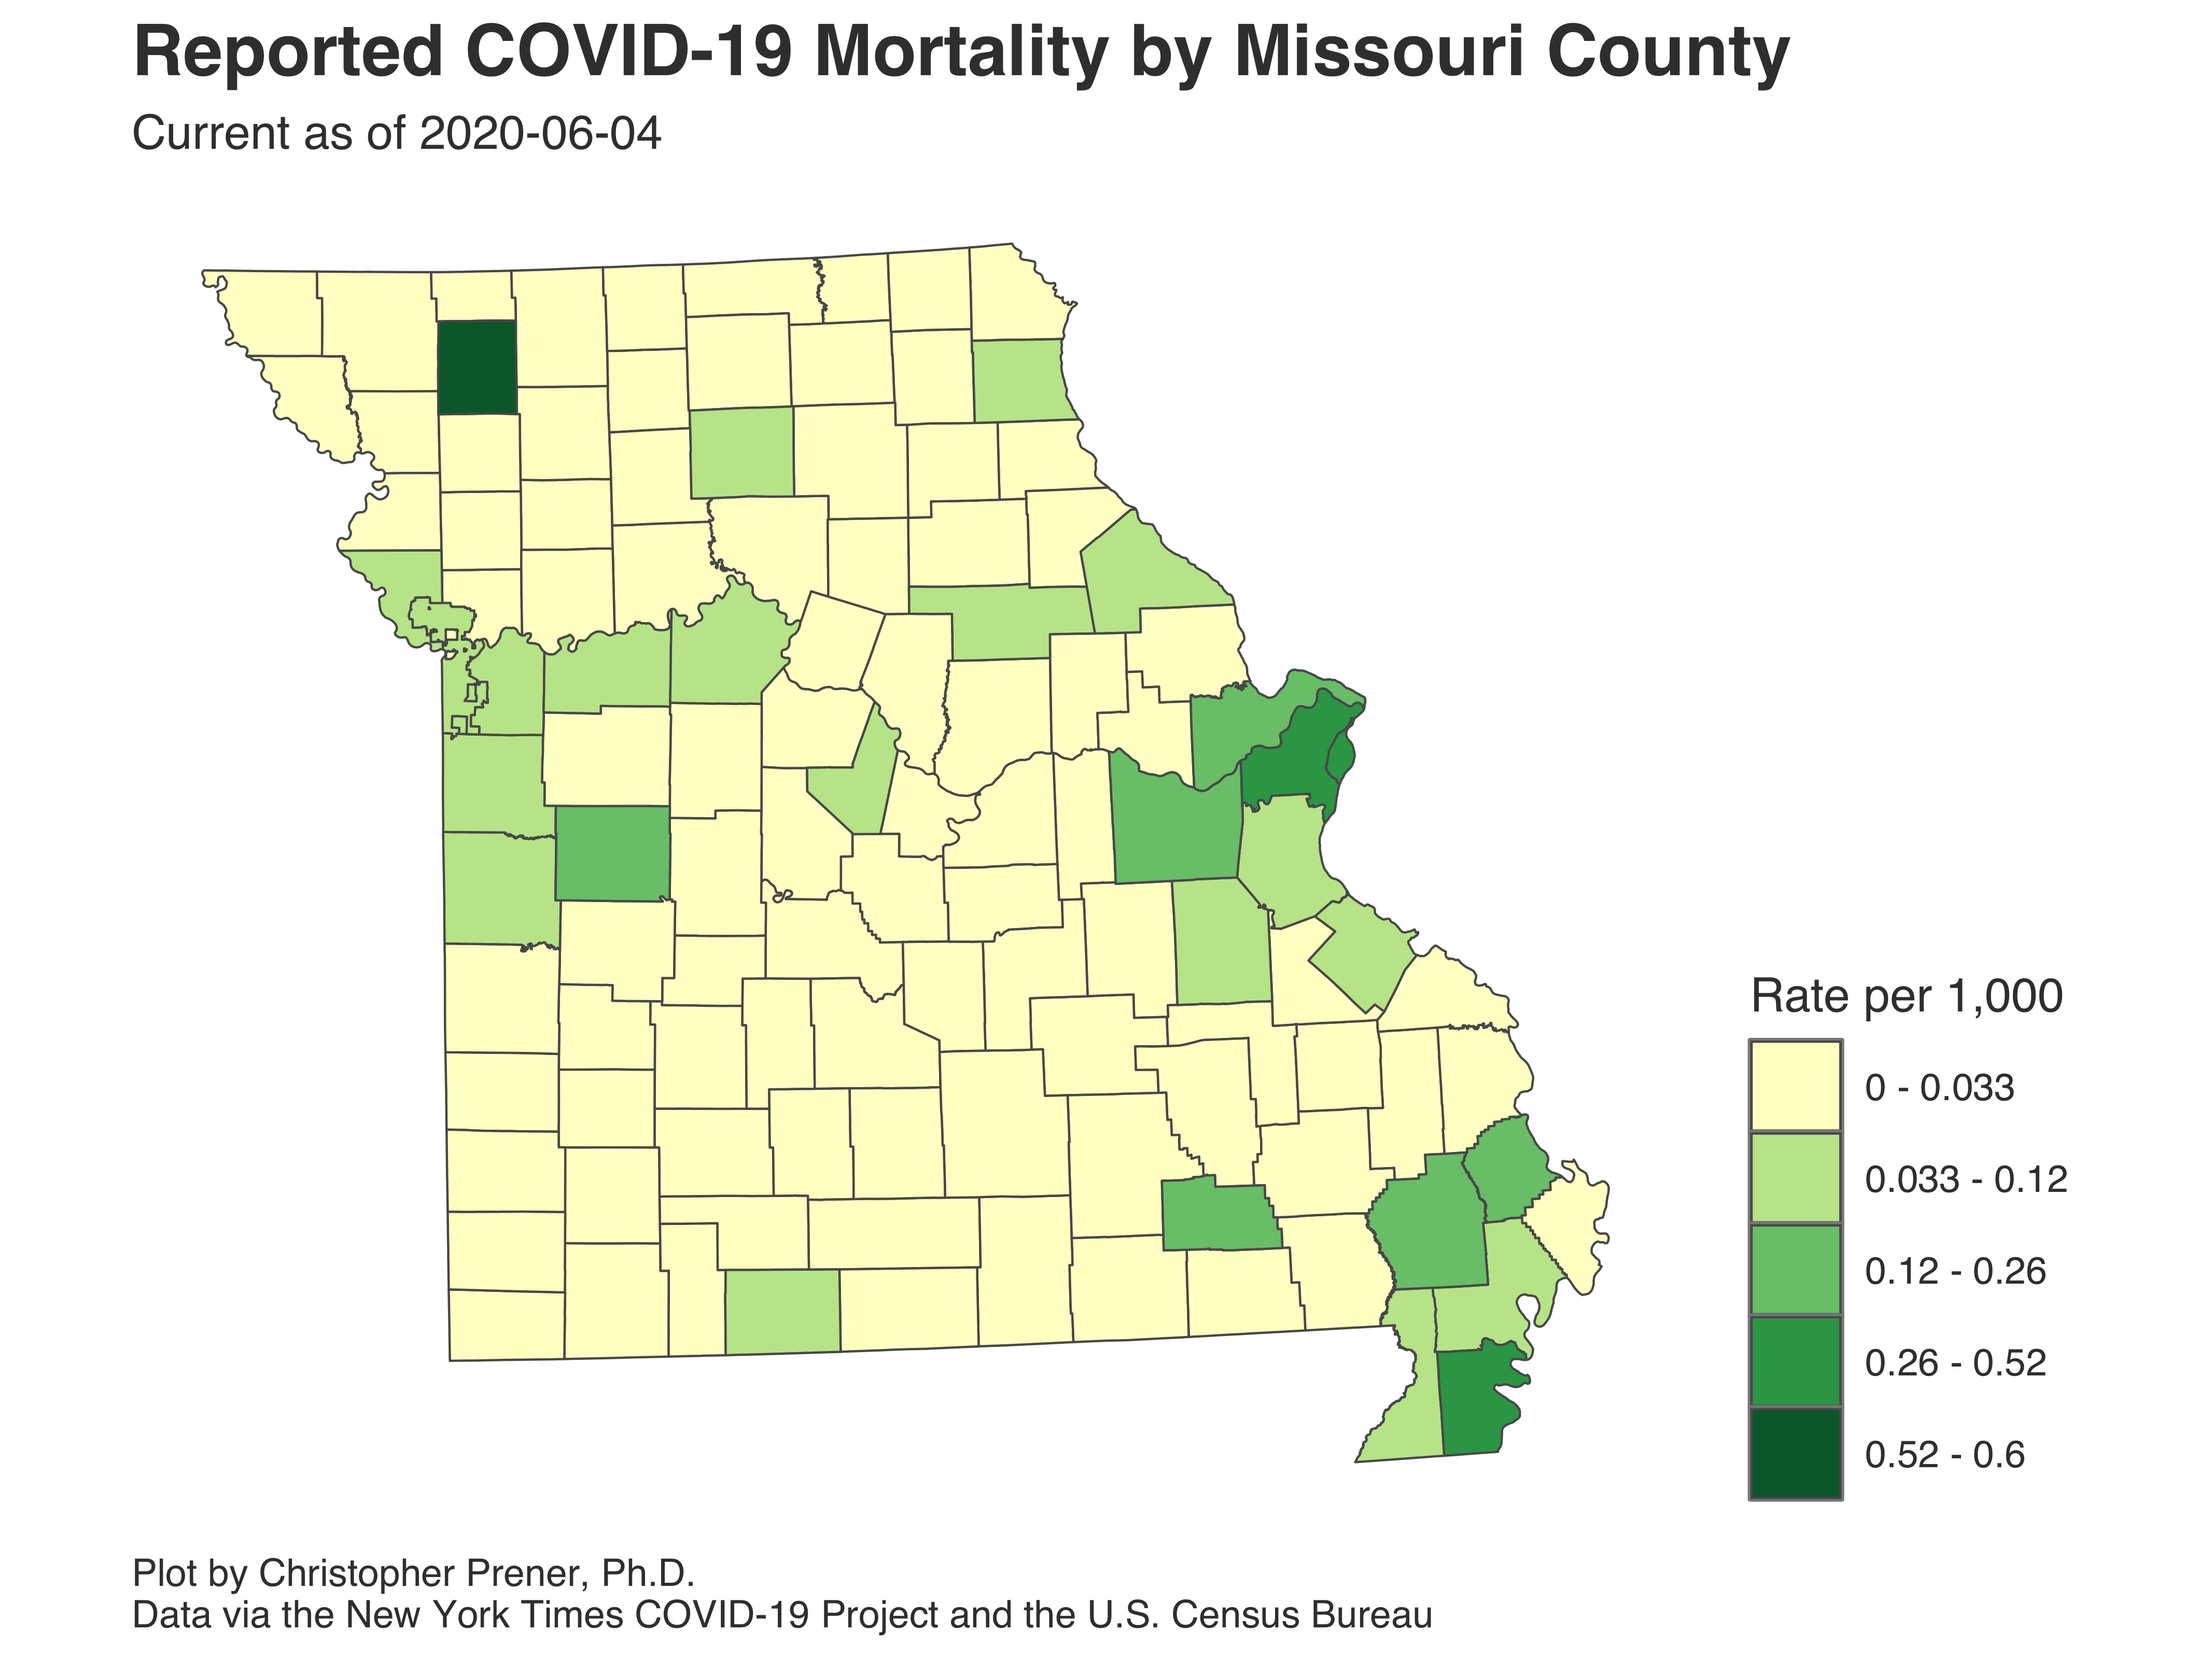 Reported COVID-19 Mortality by Missouri County
Current as of 2020-06-04
Rate per 1,000
0 - 0.033
0.033 - 0.12
0.12 - 0.26
0.26 - 0.52
0.52 - 0.6
Plot by Christopher Prener, Ph.D.
Data via the New York Times COVID-19 Project and the U.S. Census Bureau